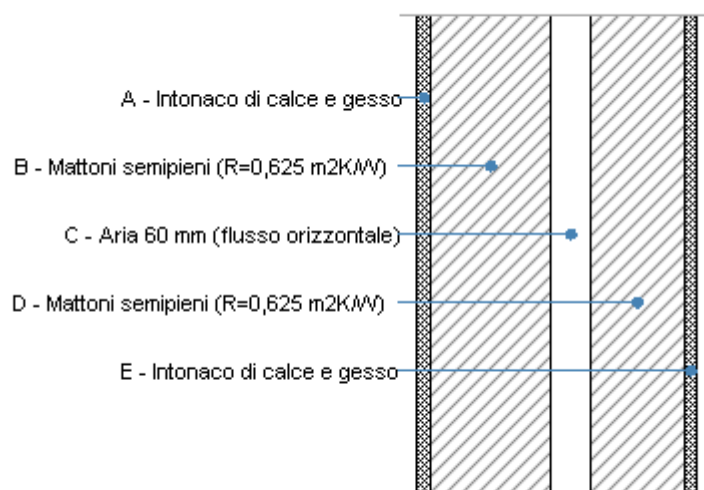 A - Intonaco di calce e gesso
B - Mattoni semipieni (R=0,625 m2K/W)
C - Aria 60 mm (flusso orizzontale)
D - Mattoni semipieni (R=0,625 m2K/W)
E - Intonaco di calce e gesso